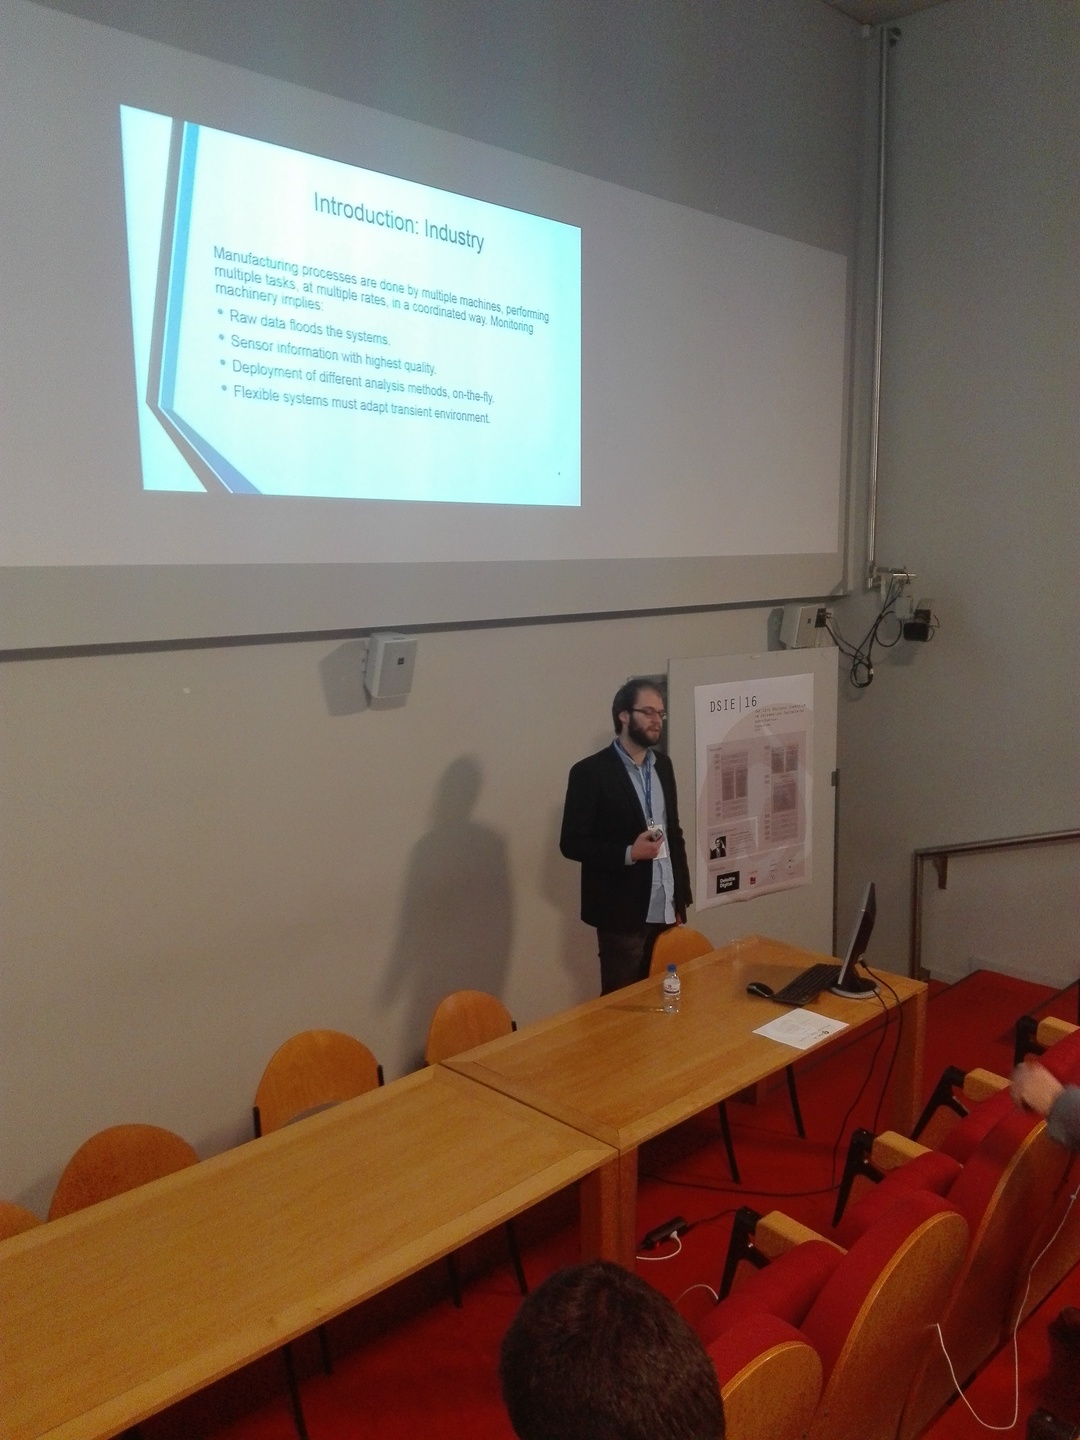 Introduction: Industry
Manufacturing processes are done by multiple machines, performing
multiple tasks, at multiple rates, in a coordinated way. Monitoring
machinery implies:
• Raw data floods the systems.
• Sensor information with highest quality.
• Deployment of different analysis methods, on-the-fly.
• Flexible systems must adapt transient environment.
DSIE|16
Deloitte
Digital